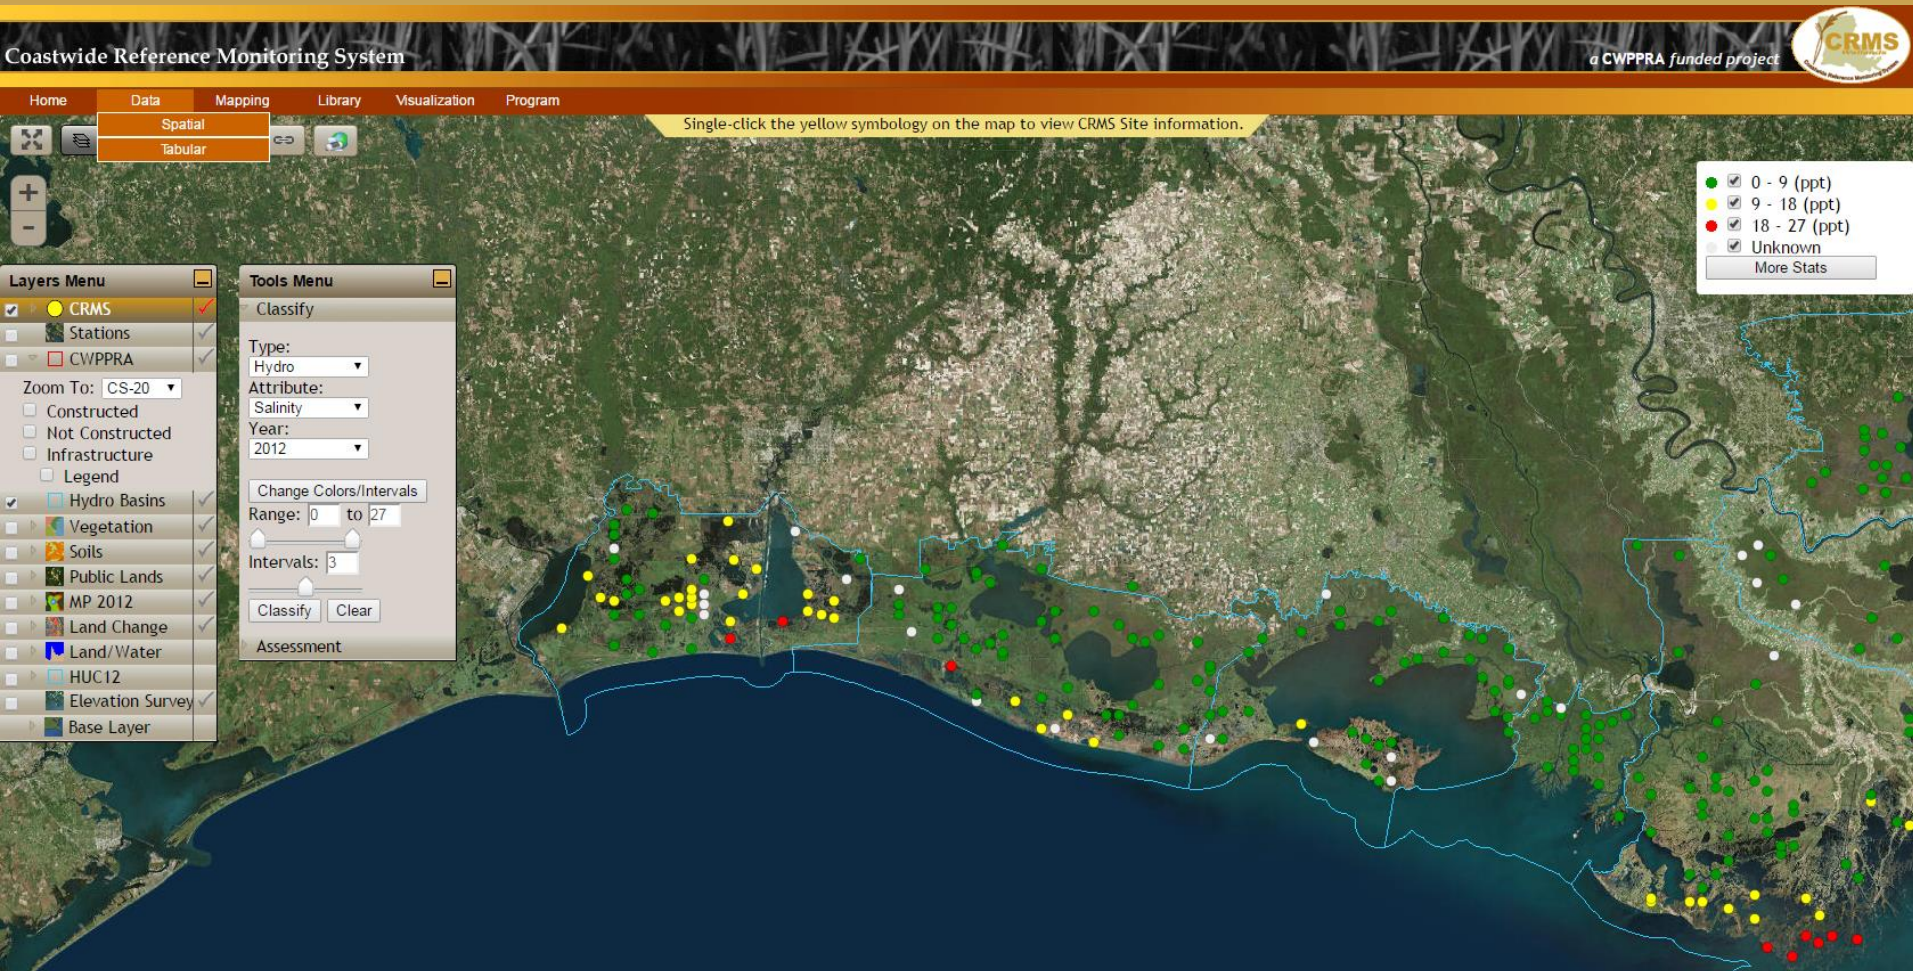 Coastwide Reference Monitoring System
a CWPPRA funded project
CRMS
Home Data Mapping Library Visualization Program
Spatial
Tabular
Single-click the yellow symbology on the map to view CRMS Site information.
+
-
0 - 9 (ppt)
9 - 18 (ppt)
18 - 27 (ppt)
Unknown
More Stats
Layers Menu
CRMS
Stations
CWPPRA
Zoom To: CS-20
Constructed
Not Constructed
Infrastructure
Legend
Hydro Basins
Vegetation
Soils
Public Lands
MP 2012
Land Change
Land/Water
HUC12
Elevation Survey
Base Layer
Tools Menu
Classify
Type:
Hydro
Attribute:
Salinity
Year:
2012
Change Colors/Intervals
Range: 0 to 27
Intervals: 3
Classify Clear
Assessment